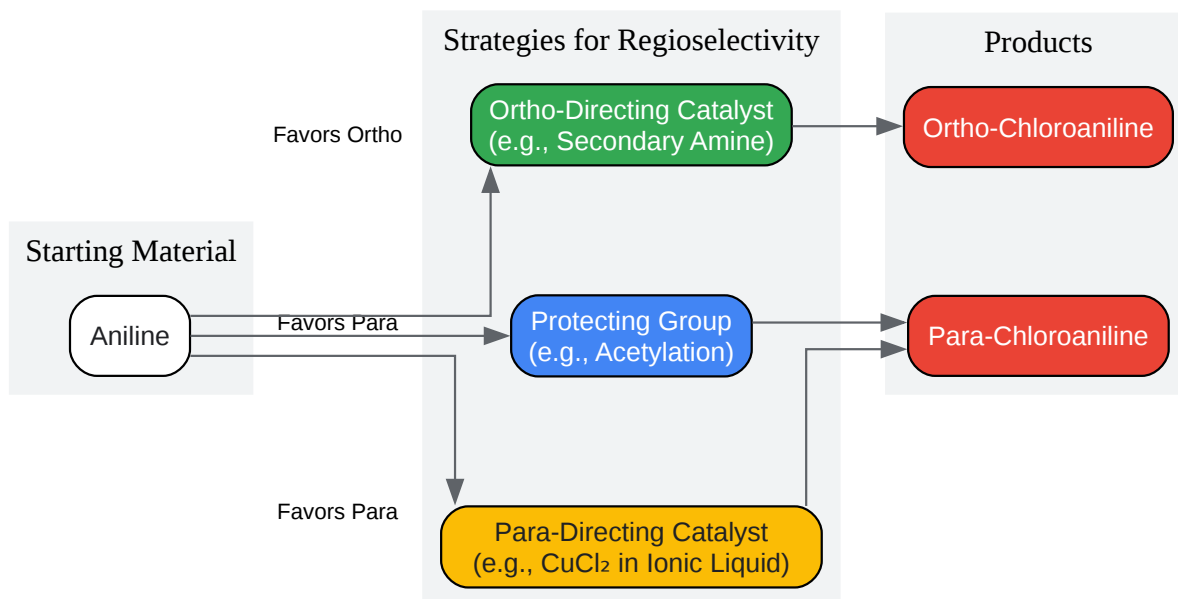 Strategies for Regioselectivity
Products
Ortho-Directing Catalyst
(e.g., Secondary Amine)
Ortho-Chloroaniline
Favors Ortho
Starting Material
Aniline
Favors Para
Protecting Group
(e.g., Acetylation)
Para-Chloroaniline
Favors Para
Para-Directing Catalyst
(e.g., CuCl₂ in Ionic Liquid)